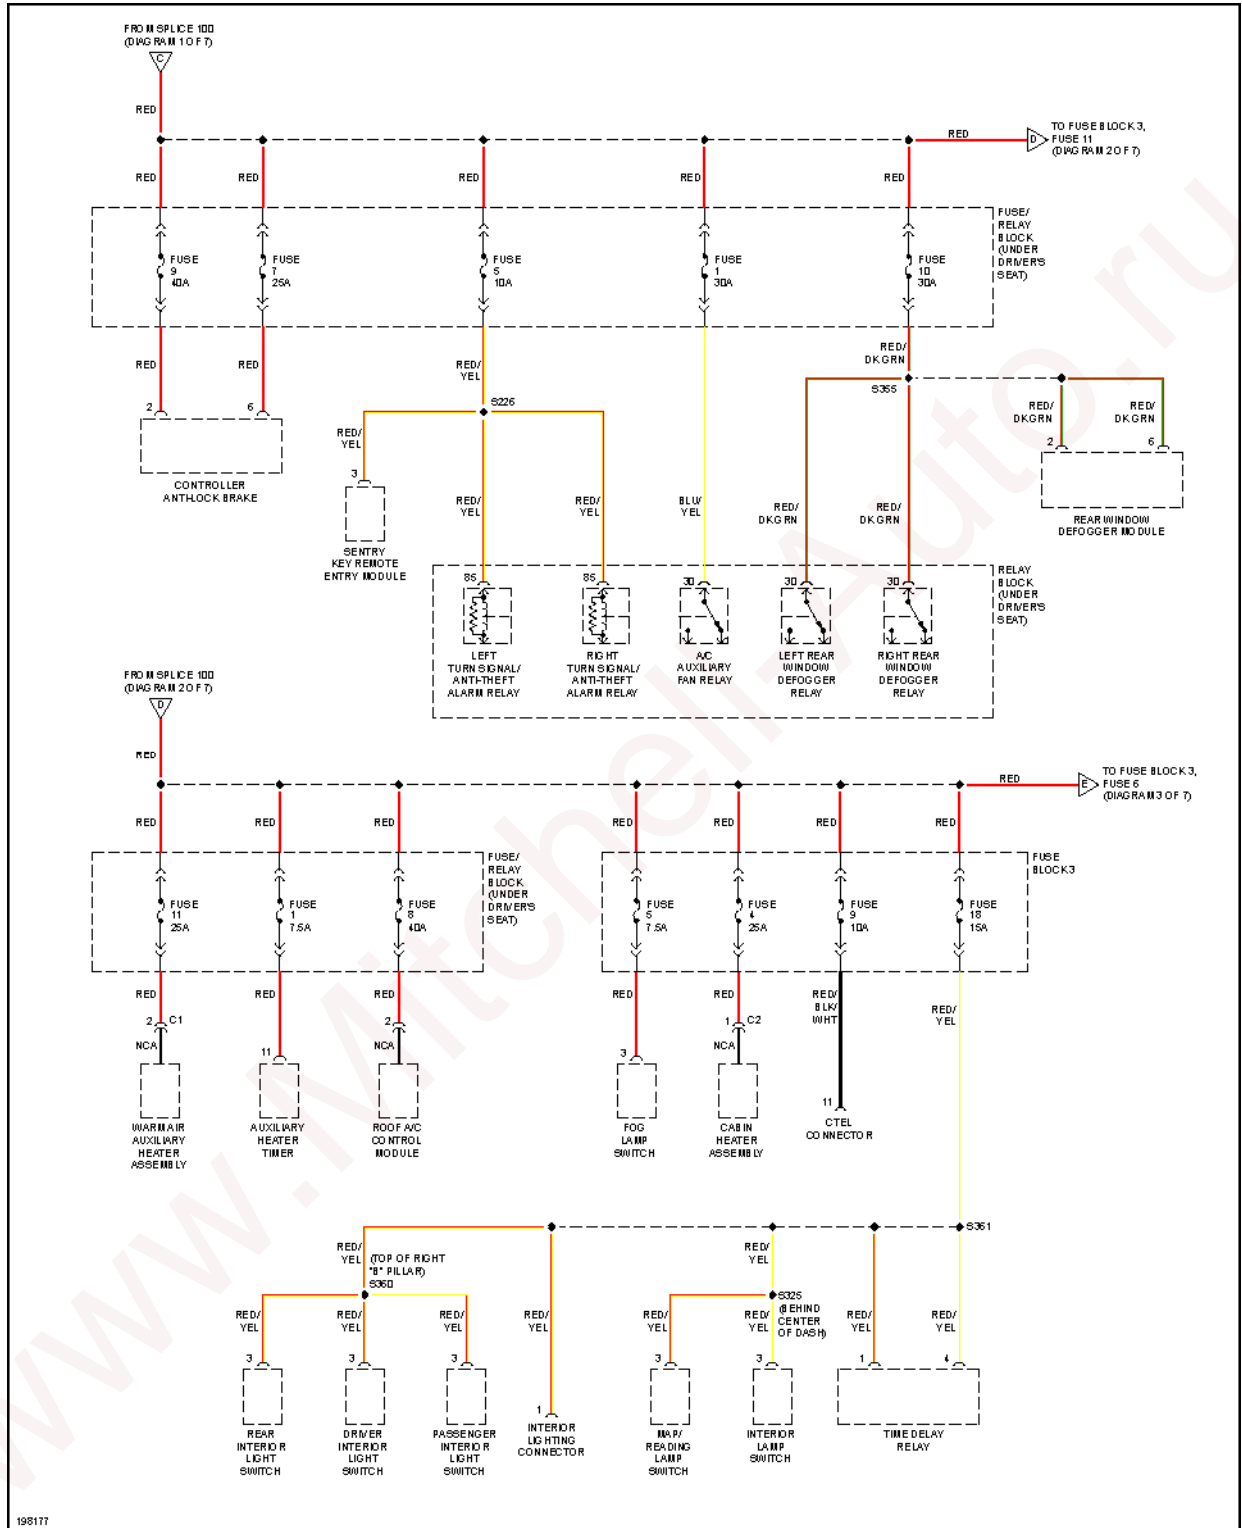 FROM SPLICE 100
(DIAGRAM 1 OF 7)
C
RED
RED
D
TO FUSE BLOCK 3,
FUSE 11
(DIAGRAM 2 OF 7)
RED
RED
RED
RED
RED
FUSE/
RELAY
BLOCK
(UNDER
DRIVER'S
SEAT)
FUSE
9
40A
FUSE
7
25A
FUSE
5
10A
FUSE
1
30A
FUSE
10
30A
RED
RED
RED/
YEL
RED/
DK GRN
S226
S355
2
6
CONTROLLER
ANTI-LOCK BRAKE
RED/
YEL
3
SENTRY
KEY REMOTE
ENTRY MODULE
RED/
YEL
RED/
YEL
BLU/
YEL
RED/
DK GRN
RED/
DK GRN
RED/
DK GRN
RED/
DK GRN
2
6
REAR WINDOW
DEFOGGER MODULE
85
85
30
30
30
RELAY
BLOCK
(UNDER
DRIVER'S
SEAT)
LEFT
TURN SIGNAL/
ANTI-THEFT
ALARM RELAY
RIGHT
TURN SIGNAL/
ANTI-THEFT
ALARM RELAY
A/C
AUXILIARY
FAN RELAY
LEFT REAR
WINDOW
DEFOGGER
RELAY
RIGHT REAR
WINDOW
DEFOGGER
RELAY
FROM SPLICE 100
(DIAGRAM 2 OF 7)
D
RED
RED
E
TO FUSE BLOCK 3,
FUSE 6
(DIAGRAM 3 OF 7)
RED
RED
RED
RED
RED
RED
RED
FUSE/
RELAY
BLOCK
(UNDER
DRIVER'S
SEAT)
FUSE
BLOCK 3
FUSE
11
25A
FUSE
1
7.5A
FUSE
8
40A
FUSE
5
7.5A
FUSE
4
25A
FUSE
9
10A
FUSE
18
15A
RED
RED
RED
RED
RED
RED/
BLK/
WHT
RED/
YEL
2
C1
2
1
C2
NCA
11
NCA
3
NCA
11
WARM AIR
AUXILIARY
HEATER
ASSEMBLY
AUXILIARY
HEATER
TIMER
ROOF A/C
CONTROL
MODULE
FOG
LAMP
SWITCH
CABIN
HEATER
ASSEMBLY
CTEL
CONNECTOR
S361
RED/
YEL
(TOP OF RIGHT
"B" PILLAR)
S360
RED/
YEL
S325
(BEHIND
CENTER
OF DASH)
RED/
YEL
RED/
YEL
RED/
YEL
RED/
YEL
RED/
YEL
RED/
YEL
RED/
YEL
RED/
YEL
3
3
3
1
3
3
1
4
REAR
INTERIOR
LIGHT
SWITCH
DRIVER
INTERIOR
LIGHT
SWITCH
PASSENGER
INTERIOR
LIGHT
SWITCH
INTERIOR
LIGHTING
CONNECTOR
MAP/
READING
LAMP
SWITCH
INTERIOR
LAMP
SWITCH
TIME DELAY
RELAY
198177
www.Mitchell-Auto.ru